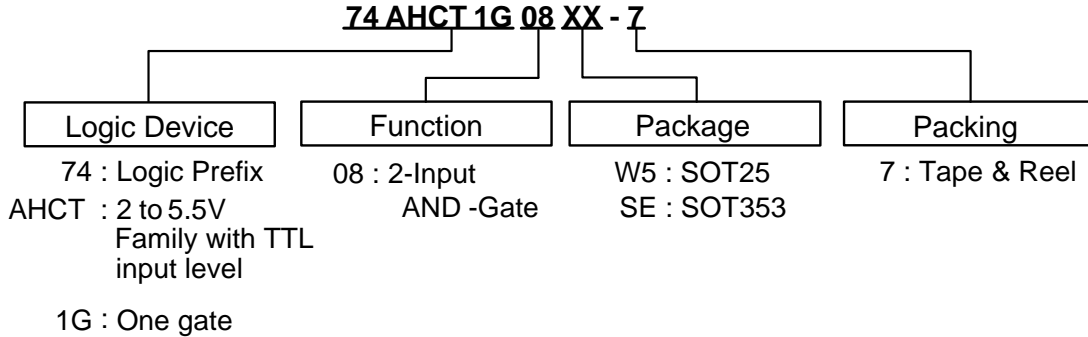 74 AHCT 1G 08 XX - 7
Logic Device
Function
Package
Packing
74 : Logic Prefix
AHCT : 2 to 5.5V
Family with TTL
input level
1G : One gate
08 : 2-Input
AND -Gate
W5 : SOT25
SE : SOT353
7 : Tape & Reel